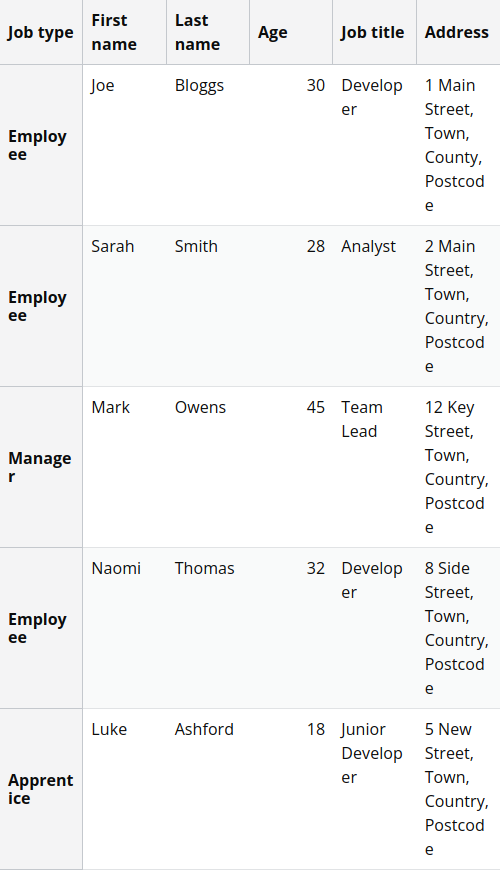 Job type First name Last name Age Job title Address
Employee Joe Bloggs 30 Developer 1 Main Street, Town, County, Postcode
Employee Sarah Smith 28 Analyst 2 Main Street, Town, Country, Postcode
Manager Mark Owens 45 Team Lead 12 Key Street, Town, Country, Postcode
Employee Naomi Thomas 32 Developer 8 Side Street, Town, Country, Postcode
Apprentice Luke Ashford 18 Junior Developer 5 New Street, Town, Country, Postcode